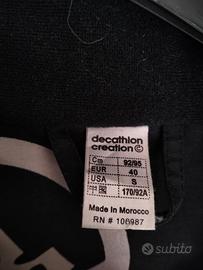 decathlon
creation©
Cm 92/95
EUR 40
USA S
170/92A
Made in Morocco
RN # 106987
subito